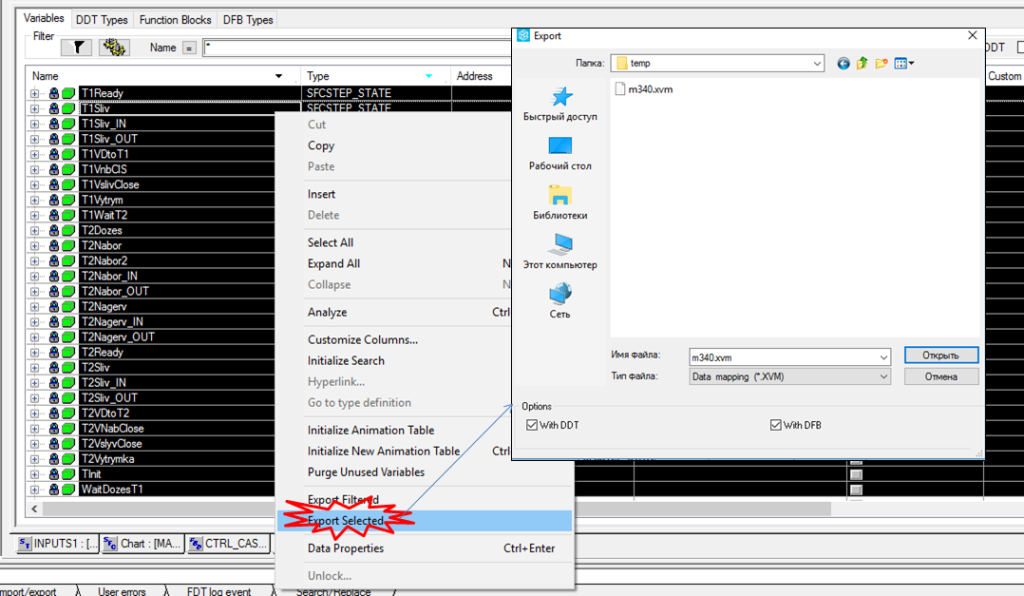 Variables DDT Types Function Blocks DFB Types
Filter
Name = *
DDT
Name Type Address Custom
T1Ready SFCSTEP_STATE
T1Sliv SFCSTEP_STATE
T1Sliv_IN
T1Sliv_OUT
T1VDtoT1
T1VnbCIS
T1VslivClose
T1Vytrym
T1WaitT2
T2Dozes
T2Nabor
T2Nabor2
T2Nabor_IN
T2Nabor_OUT
T2Nagerv
T2Nagerv_IN
T2Nagerv_OUT
T2Ready
T2Sliv
T2Sliv_IN
T2Sliv_OUT
T2VDtoT2
T2VNabClose
T2VslyvClose
T2Vytrymka
TInit
WaitDozesT1
Cut
Copy
Paste
Insert
Delete
Select All
Expand All N
Collapse N
Analyze Ctrl
Customize Columns...
Initialize Search
Hyperlink...
Go to type definition
Initialize Animation Table
Initialize New Animation Table Ctrl
Purge Unused Variables
Export Filtered
Export Selected
Data Properties Ctrl+Enter
Unlock...
Export
Папка: temp
m340.xvm
Быстрый доступ
Рабочий стол
Библиотеки
Этот компьютер
Сеть
Имя файла: m340.xvm Открыть
Тип файла: Data mapping (*.XVM) Отмена
Options
With DDT With DFB
INPUTS1 : [... Chart : [MA... CTRL_CAS...
mport/export User errors FDT log event Search/Replace